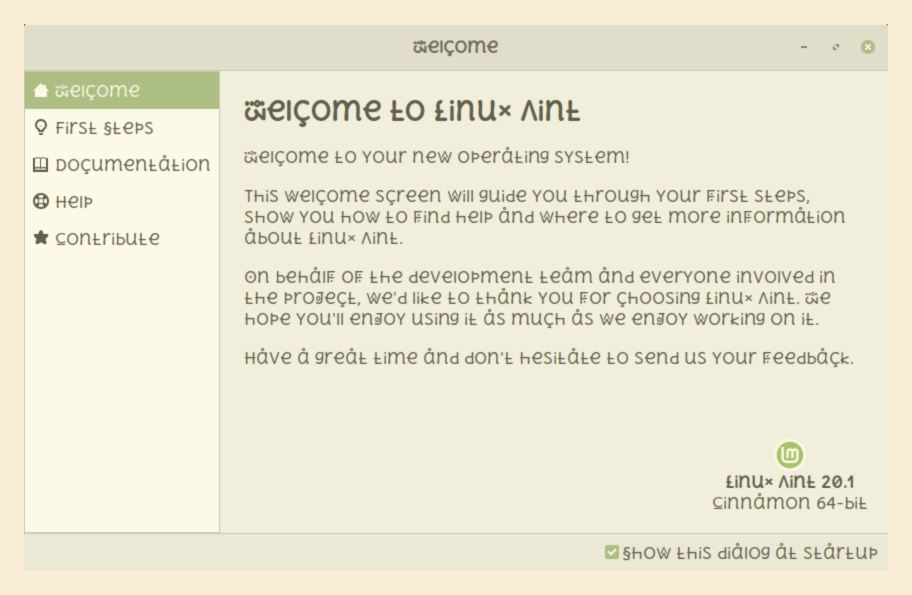 Welcome
Welcome
First Steps
Documentation
Help
Contribute
Welcome to Linux Mint
Welcome to your new operating system!
This welcome screen will guide you through your first steps,
show you how to find help and where to get more information
about Linux Mint.
On behalf of the development team and everyone involved in
the project, we'd like to thank you for choosing Linux Mint. We
hope you'll enjoy using it as much as we enjoy working on it.
Have a great time and don't hesitate to send us your feedback.
Linux Mint 20.1
Cinnamon 64-bit
Show this dialog at startup